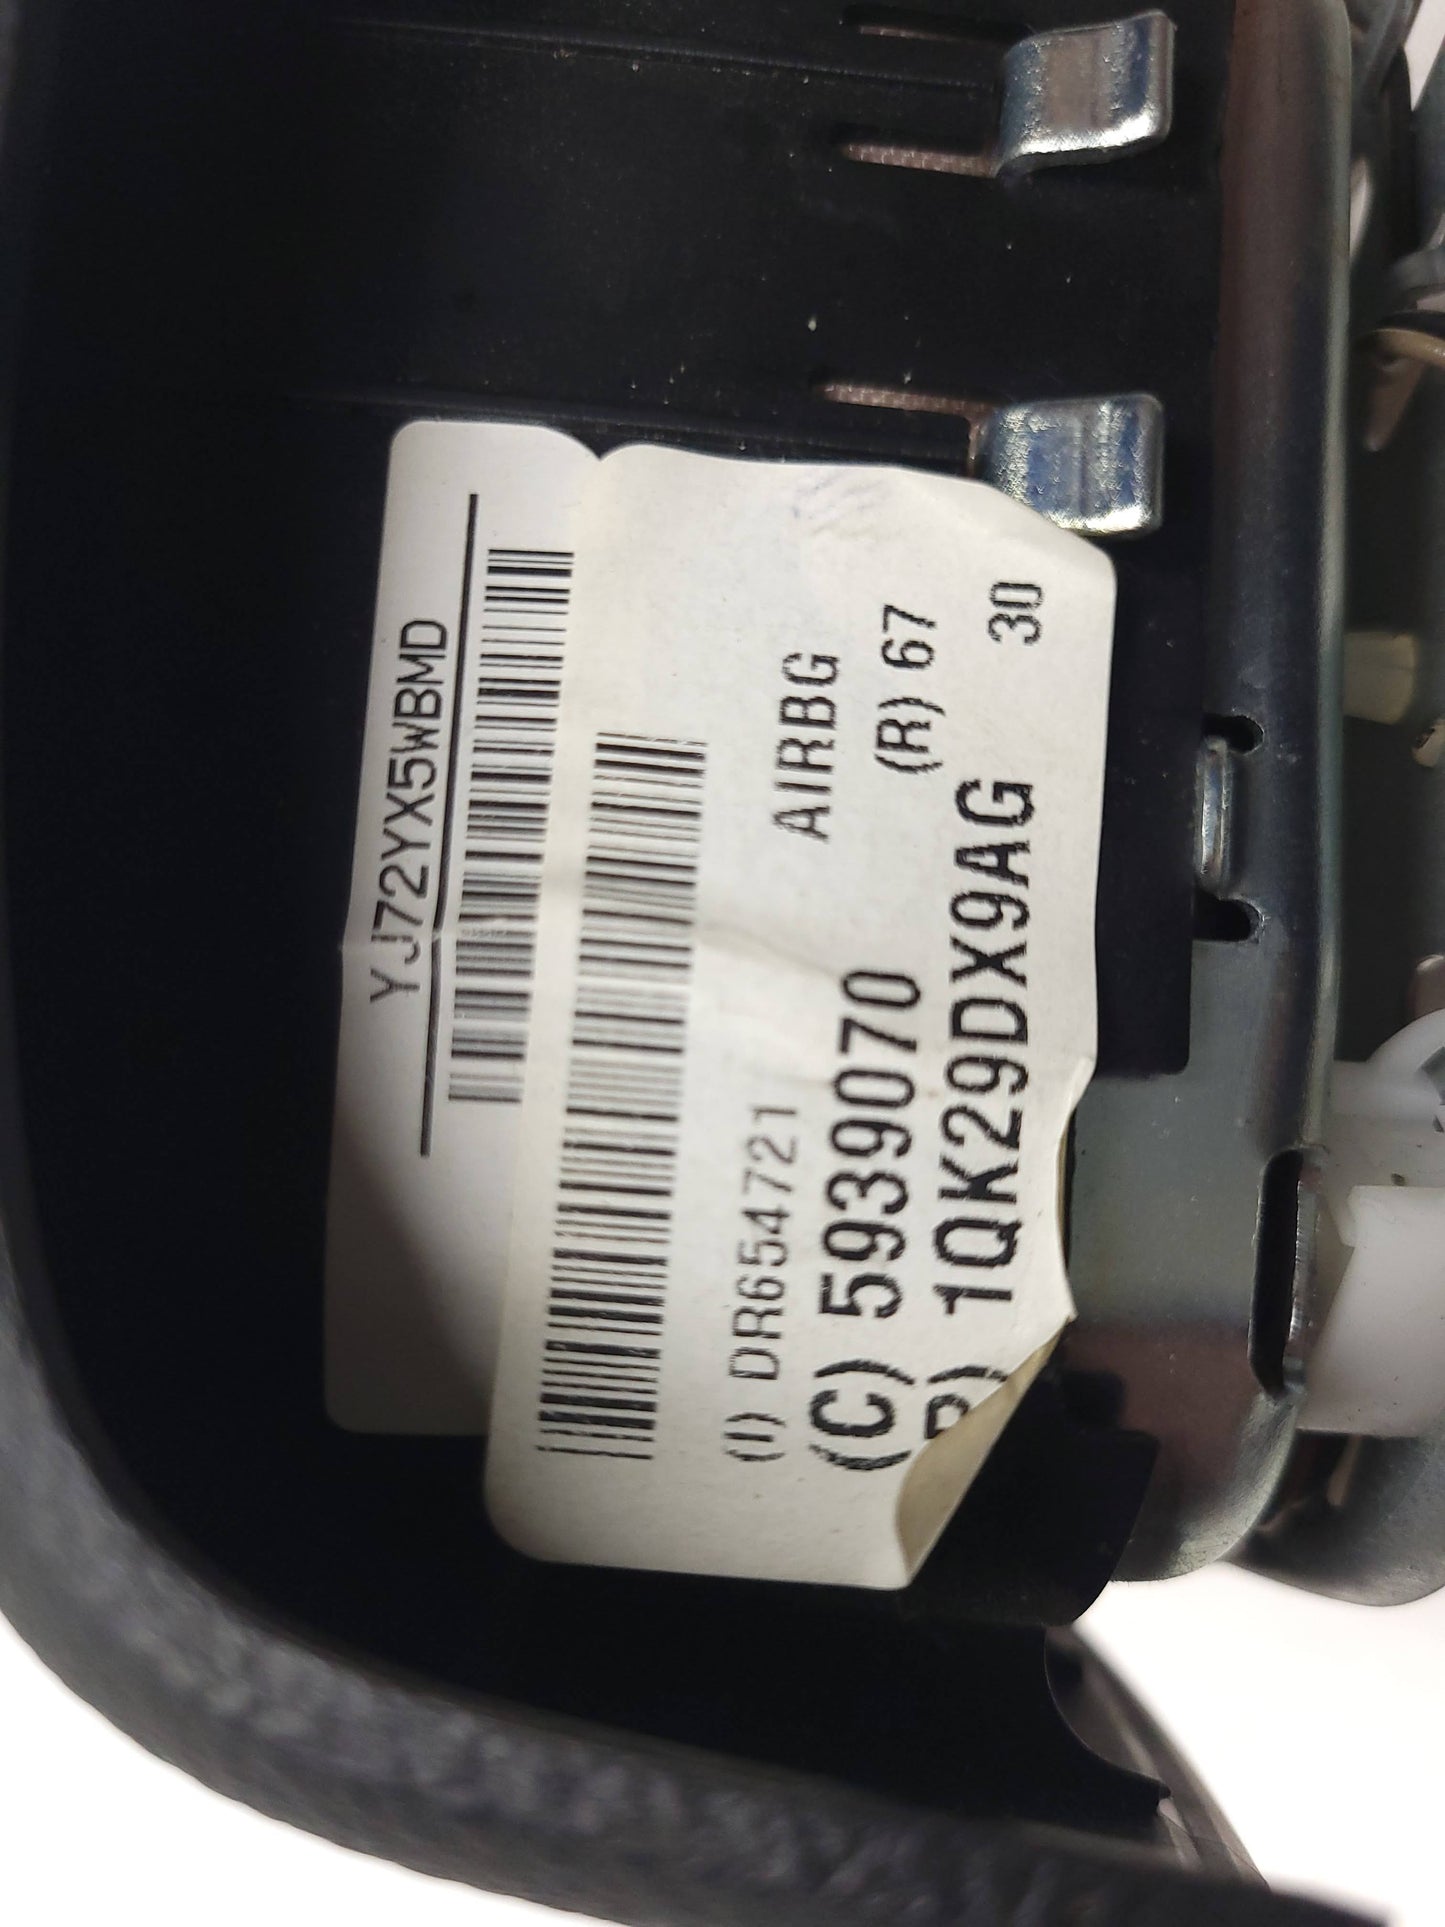 YJ72YX5WBMD
(I) DR654721 AIRBG
(C) 5939070 (R) 67
P) 1QK29DX9AG 30